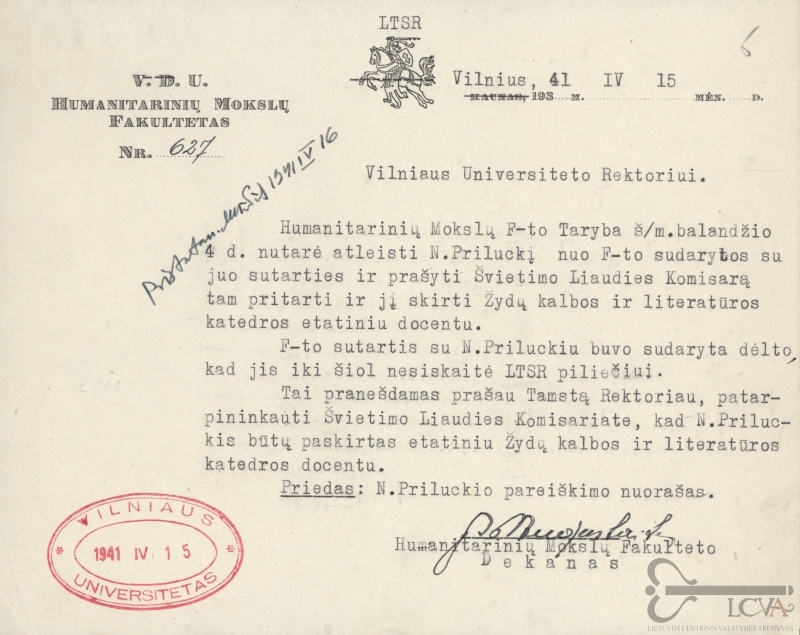 LTSR
6
V. D. U.
HUMANITARINIŲ MOKSLŲ
FAKULTETAS
NR. 627
Vilnius, 41 IV 15
KAUNAS, 193 M. MĖN. D.
1941 IV 16
Vilniaus Universiteto Rektoriui.
Humanitarinių Mokslų F-to Taryba š/m.balandžio
4 d. nutarė atleisti N.Priluckį nuo F-to sudarytos su
juo sutarties ir prašyti Švietimo Liaudies Komisarą
tam pritarti ir jį skirti Žydų kalbos ir literatūros
katedros etatiniu docentu.
F-to sutartis su N.Priluckiu buvo sudaryta dėlto,
kad jis iki šiol nesiskaitė LTSR piliečiui.
Tai pranešdamas prašau Tamstą Rektoriau, patar-
pininkauti Švietimo Liaudies Komisariate, kad N.Priluc-
kis būtų paskirtas etatiniu Žydų kalbos ir literatūros
katedros docentu.
Priedas: N.Priluckio pareiškimo nuorašas.
Humanitarinių Mokslų Fakulteto
Dekanas
VILNIAUS
1941 IV 15
UNIVERSITETAS
LCVA
LIETUVOS CENTRINIS VALSTYBĖS ARCHYVAS